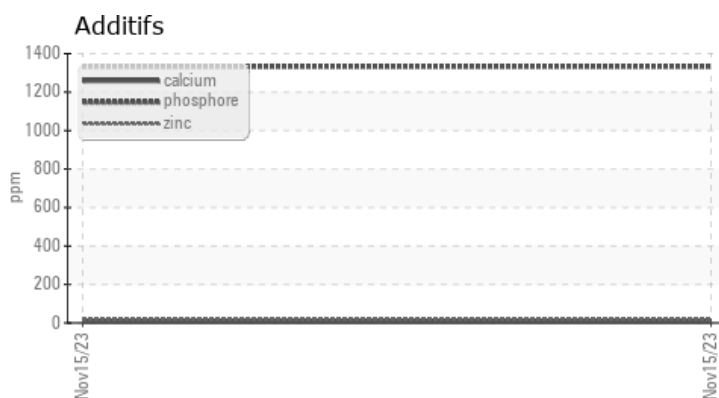 Additifs
1400
1200
1000
800
600
400
200
0
ppm
calcium
phosphore
zinc
Nov15/23
Nov15/23